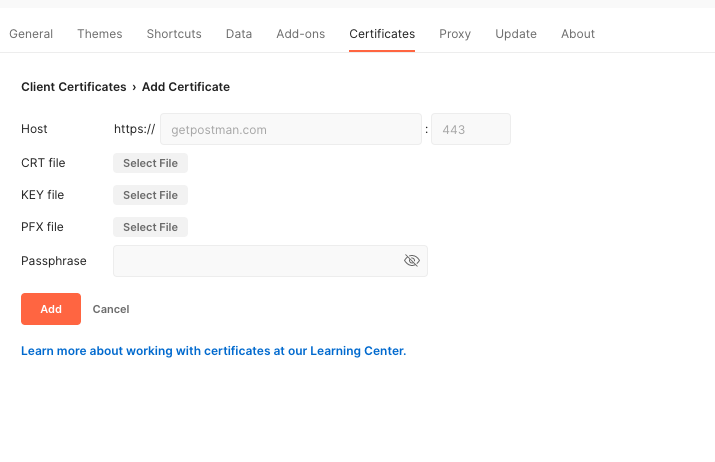 General Themes Shortcuts Data Add-ons Certificates Proxy Update About
Client Certificates › Add Certificate
Host https:// getpostman.com : 443
CRT file Select File
KEY file Select File
PFX file Select File
Passphrase
Add Cancel
Learn more about working with certificates at our Learning Center.